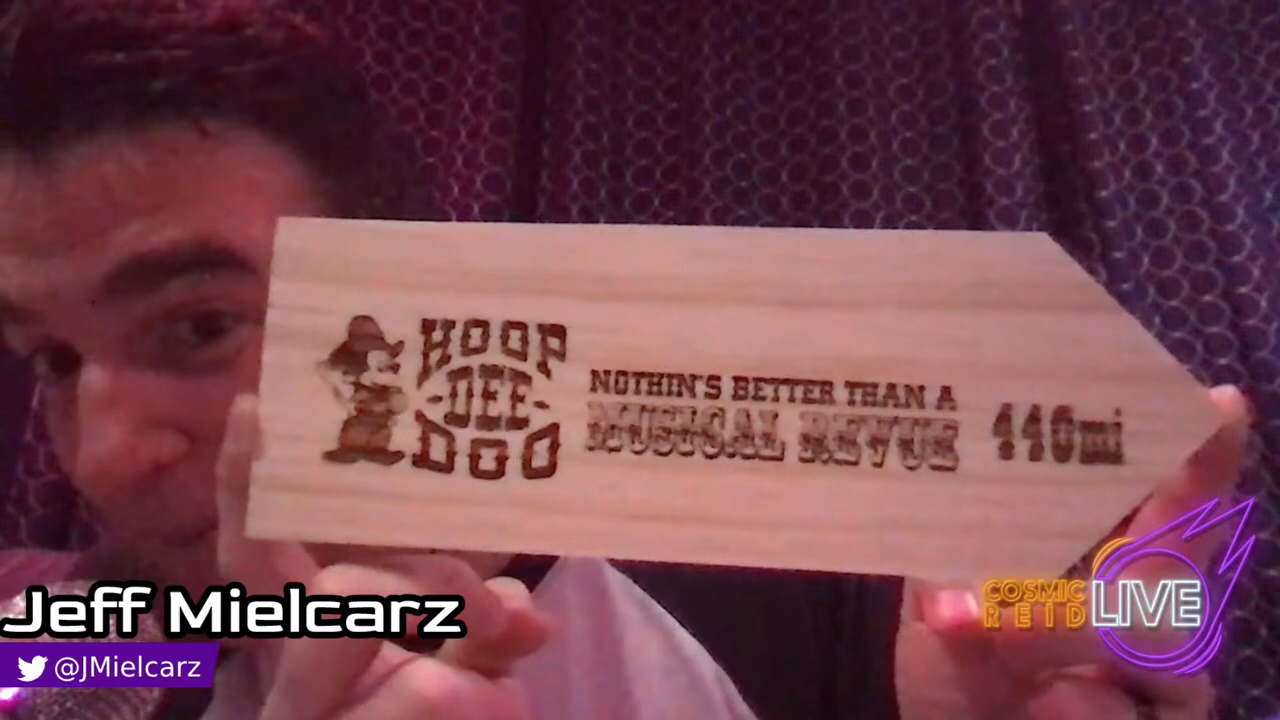 HOOP
-DEE-
DOO
NOTHIN'S BETTER THAN A
MUSICAL REVUE
440mi
Jeff Mielcarz
@JMielcarz
COSMIC
REID
LIVE